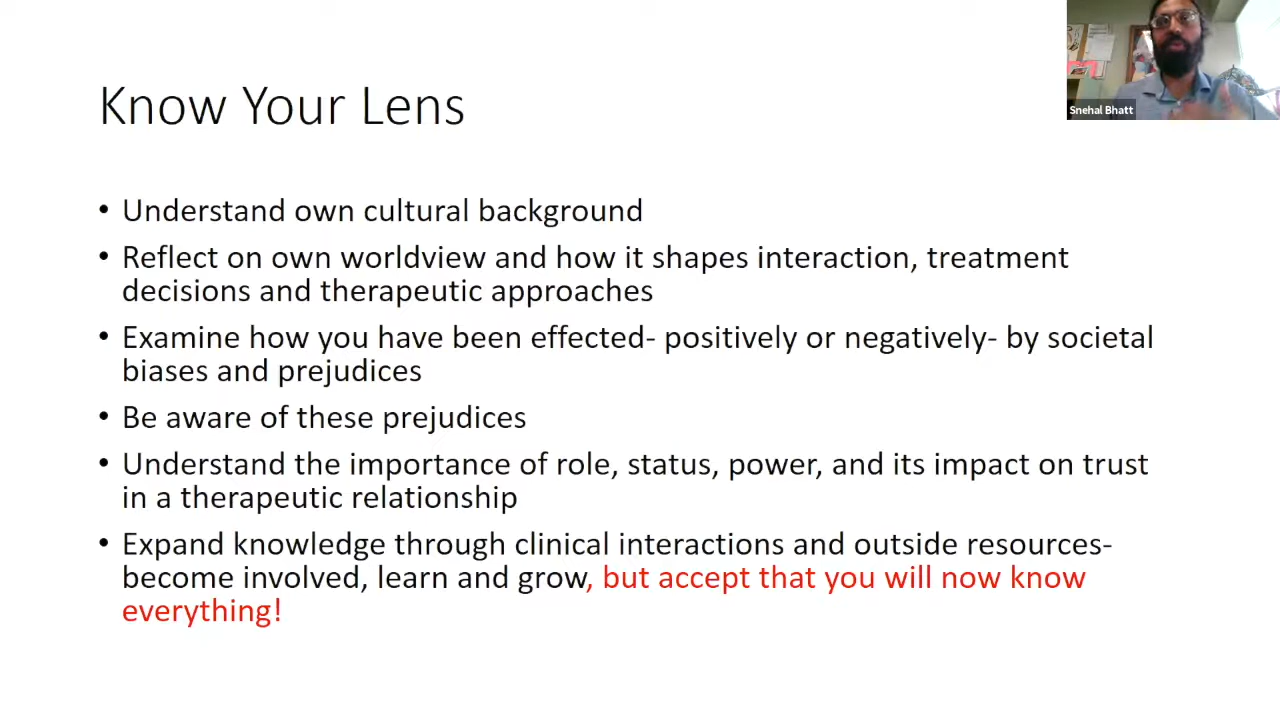 Snehal Bhatt
Know Your Lens
• Understand own cultural background
• Reflect on own worldview and how it shapes interaction, treatment
decisions and therapeutic approaches
• Examine how you have been effected- positively or negatively- by societal
biases and prejudices
• Be aware of these prejudices
• Understand the importance of role, status, power, and its impact on trust
in a therapeutic relationship
• Expand knowledge through clinical interactions and outside resources-
become involved, learn and grow, but accept that you will now know
everything!